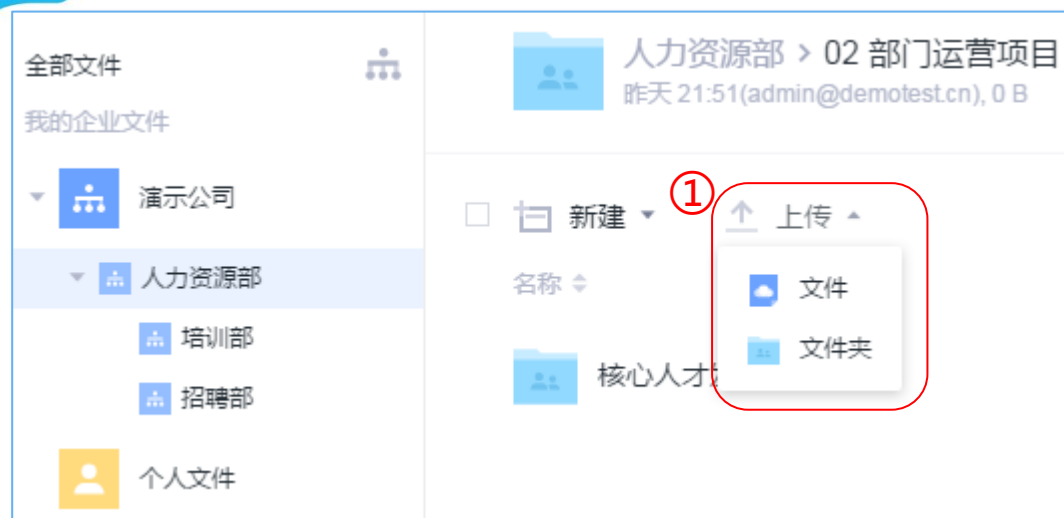 全部文件
我的企业文件
演示公司
人力资源部
培训部
招聘部
个人文件
人力资源部 > 02 部门运营项目
昨天 21:51(admin@demotest.cn), 0 B
新建
① 上传
名称
文件
文件夹
核心人才